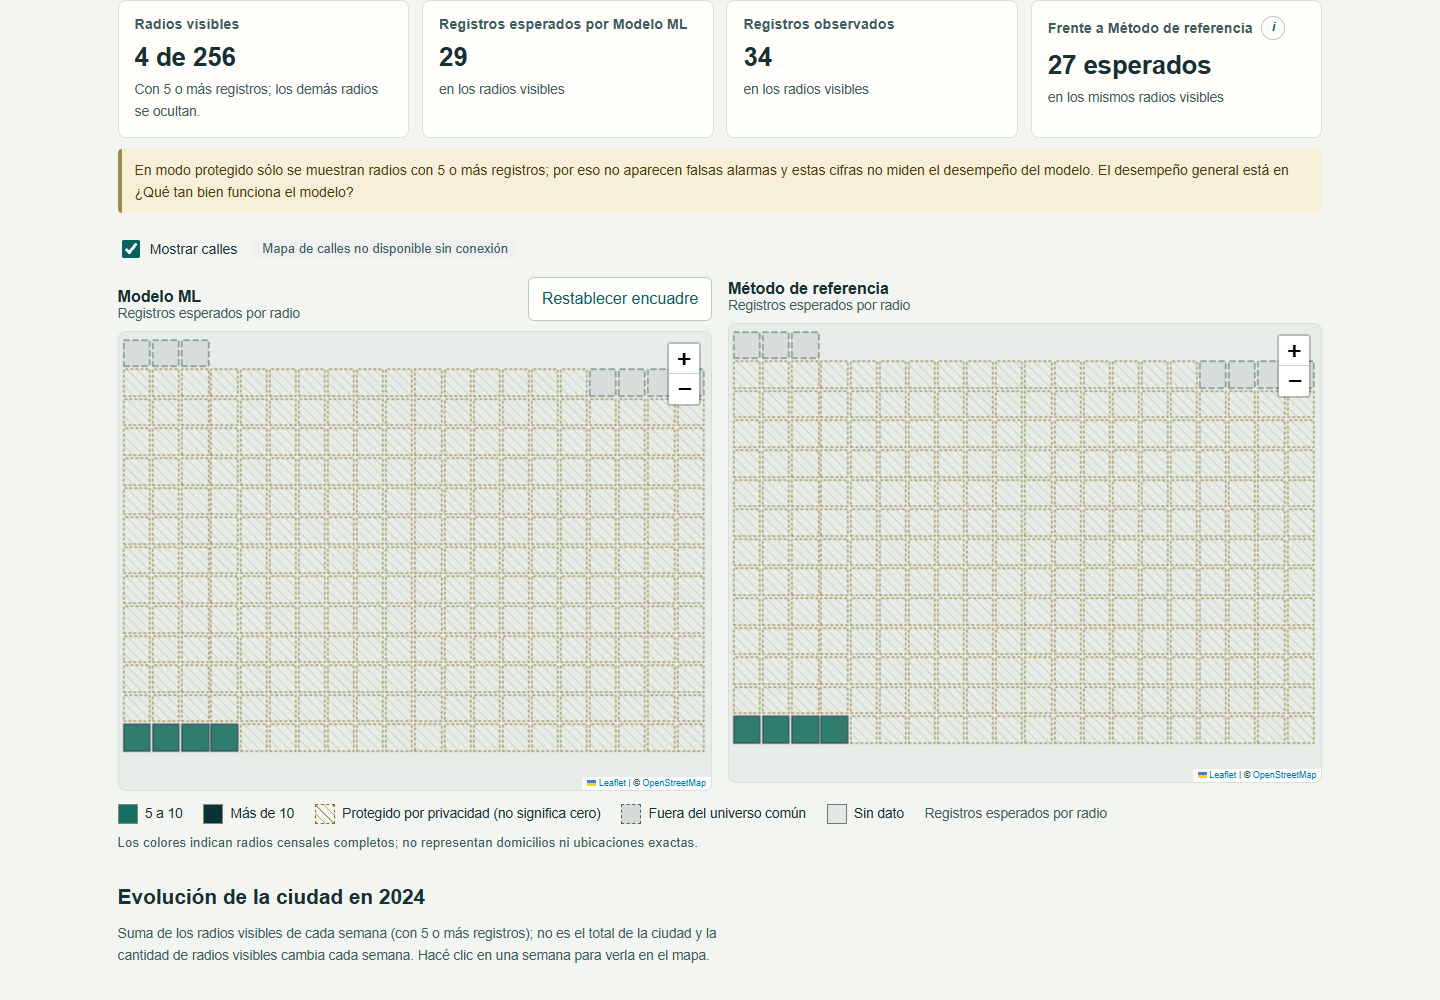 Radios visibles
4 de 256
Con 5 o más registros; los demás radios
se ocultan.
Registros esperados por Modelo ML
29
en los radios visibles
Registros observados
34
en los radios visibles
Frente a Método de referencia i
27 esperados
en los mismos radios visibles
En modo protegido sólo se muestran radios con 5 o más registros; por eso no aparecen falsas alarmas y estas cifras no miden el desempeño del modelo. El desempeño general está en
¿Qué tan bien funciona el modelo?
Mostrar calles
Mapa de calles no disponible sin conexión
Modelo ML
Registros esperados por radio
Restablecer encuadre
Método de referencia
Registros esperados por radio
+
−
+
−
Leaflet | © OpenStreetMap
Leaflet | © OpenStreetMap
5 a 10
Más de 10
Protegido por privacidad (no significa cero)
Fuera del universo común
Sin dato
Registros esperados por radio
Los colores indican radios censales completos; no representan domicilios ni ubicaciones exactas.
Evolución de la ciudad en 2024
Suma de los radios visibles de cada semana (con 5 o más registros); no es el total de la ciudad y la
cantidad de radios visibles cambia cada semana. Hacé clic en una semana para verla en el mapa.